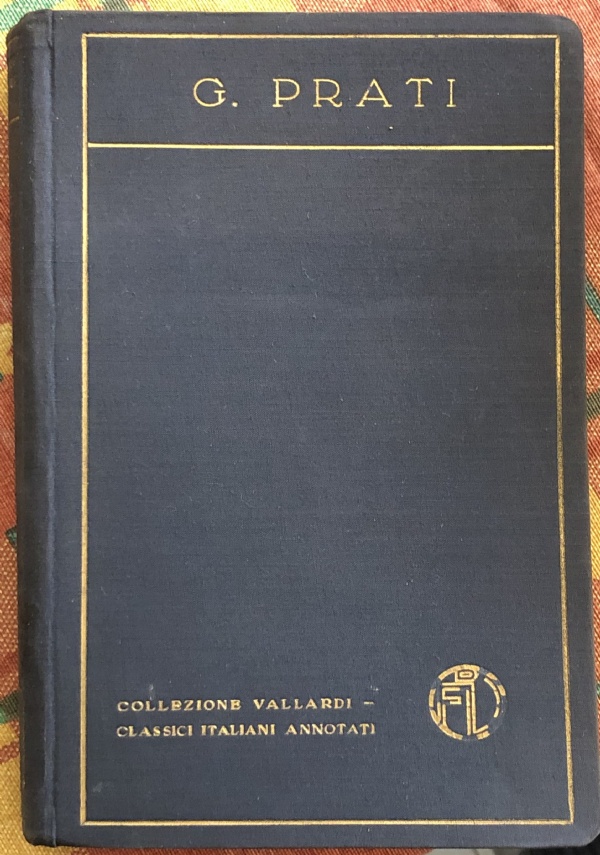 G. PRATI
COLLEZIONE VALLARDI –
CLASSICI ITALIANI ANNOTATI